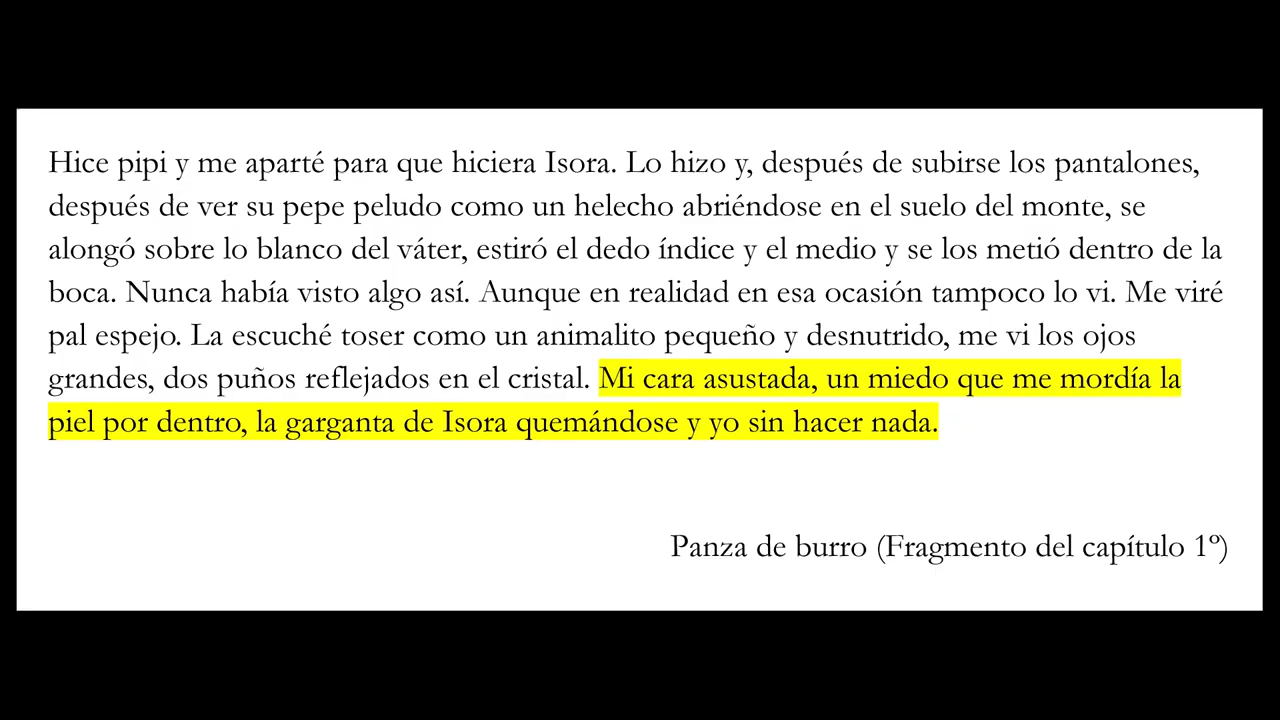 Hice pipi y me aparté para que hiciera Isora. Lo hizo y, después de subirse los pantalones,
después de ver su pepe peludo como un helecho abriéndose en el suelo del monte, se
alongó sobre lo blanco del váter, estiró el dedo índice y el medio y se los metió dentro de la
boca. Nunca había visto algo así. Aunque en realidad en esa ocasión tampoco lo vi. Me viré
pal espejo. La escuché toser como un animalito pequeño y desnutrido, me vi los ojos
grandes, dos puños reflejados en el cristal. Mi cara asustada, un miedo que me mordía la
piel por dentro, la garganta de Isora quemándose y yo sin hacer nada.
Panza de burro (Fragmento del capítulo 1º)